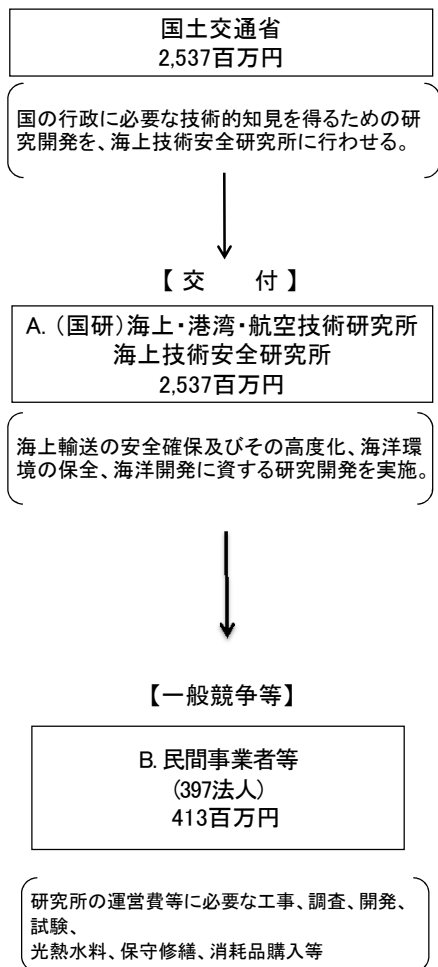 国土交通省
2,537百万円
国の行政に必要な技術的知見を得るための研
究開発を、海上技術安全研究所に行わせる。
【 交　　付 】
A. (国研)海上・港湾・航空技術研究所
海上技術安全研究所
2,537百万円
海上輸送の安全確保及びその高度化、海洋環
境の保全、海洋開発に資する研究開発を実施。
【一般競争等】
B. 民間事業者等
(397法人)
413百万円
研究所の運営費等に必要な工事、調査、開発、
試験、
光熱水料、保守修繕、消耗品購入等